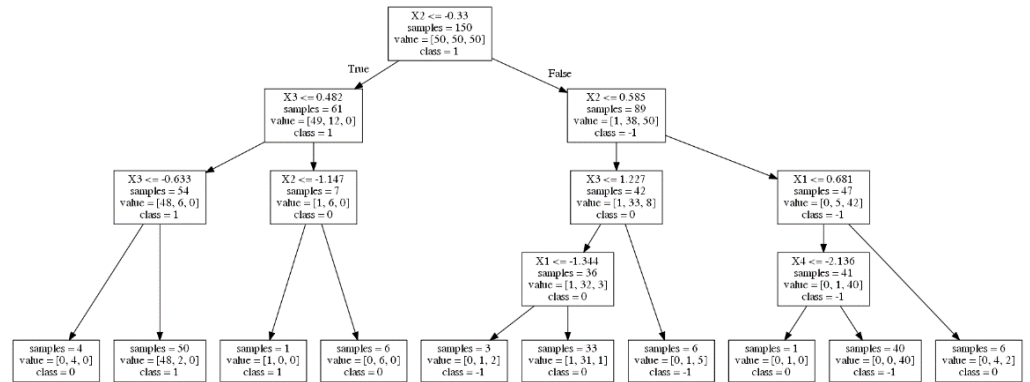 X2 <= -0.33
samples = 150
value = [50, 50, 50]
class = 1
True
False
X3 <= 0.482
samples = 61
value = [49, 12, 0]
class = 1
X2 <= 0.585
samples = 89
value = [1, 38, 50]
class = -1
X3 <= -0.633
samples = 54
value = [48, 6, 0]
class = 1
X2 <= -1.147
samples = 7
value = [1, 6, 0]
class = 0
X3 <= 1.227
samples = 42
value = [1, 33, 8]
class = 0
X1 <= 0.681
samples = 47
value = [0, 5, 42]
class = -1
X1 <= -1.344
samples = 36
value = [1, 32, 3]
class = 0
X4 <= -2.136
samples = 41
value = [0, 1, 40]
class = -1
samples = 4
value = [0, 4, 0]
class = 0
samples = 50
value = [48, 2, 0]
class = 1
samples = 1
value = [1, 0, 0]
class = 1
samples = 6
value = [0, 6, 0]
class = 0
samples = 3
value = [0, 1, 2]
class = -1
samples = 33
value = [1, 31, 1]
class = 0
samples = 6
value = [0, 1, 5]
class = -1
samples = 1
value = [0, 1, 0]
class = 0
samples = 40
value = [0, 0, 40]
class = -1
samples = 6
value = [0, 4, 2]
class = 0